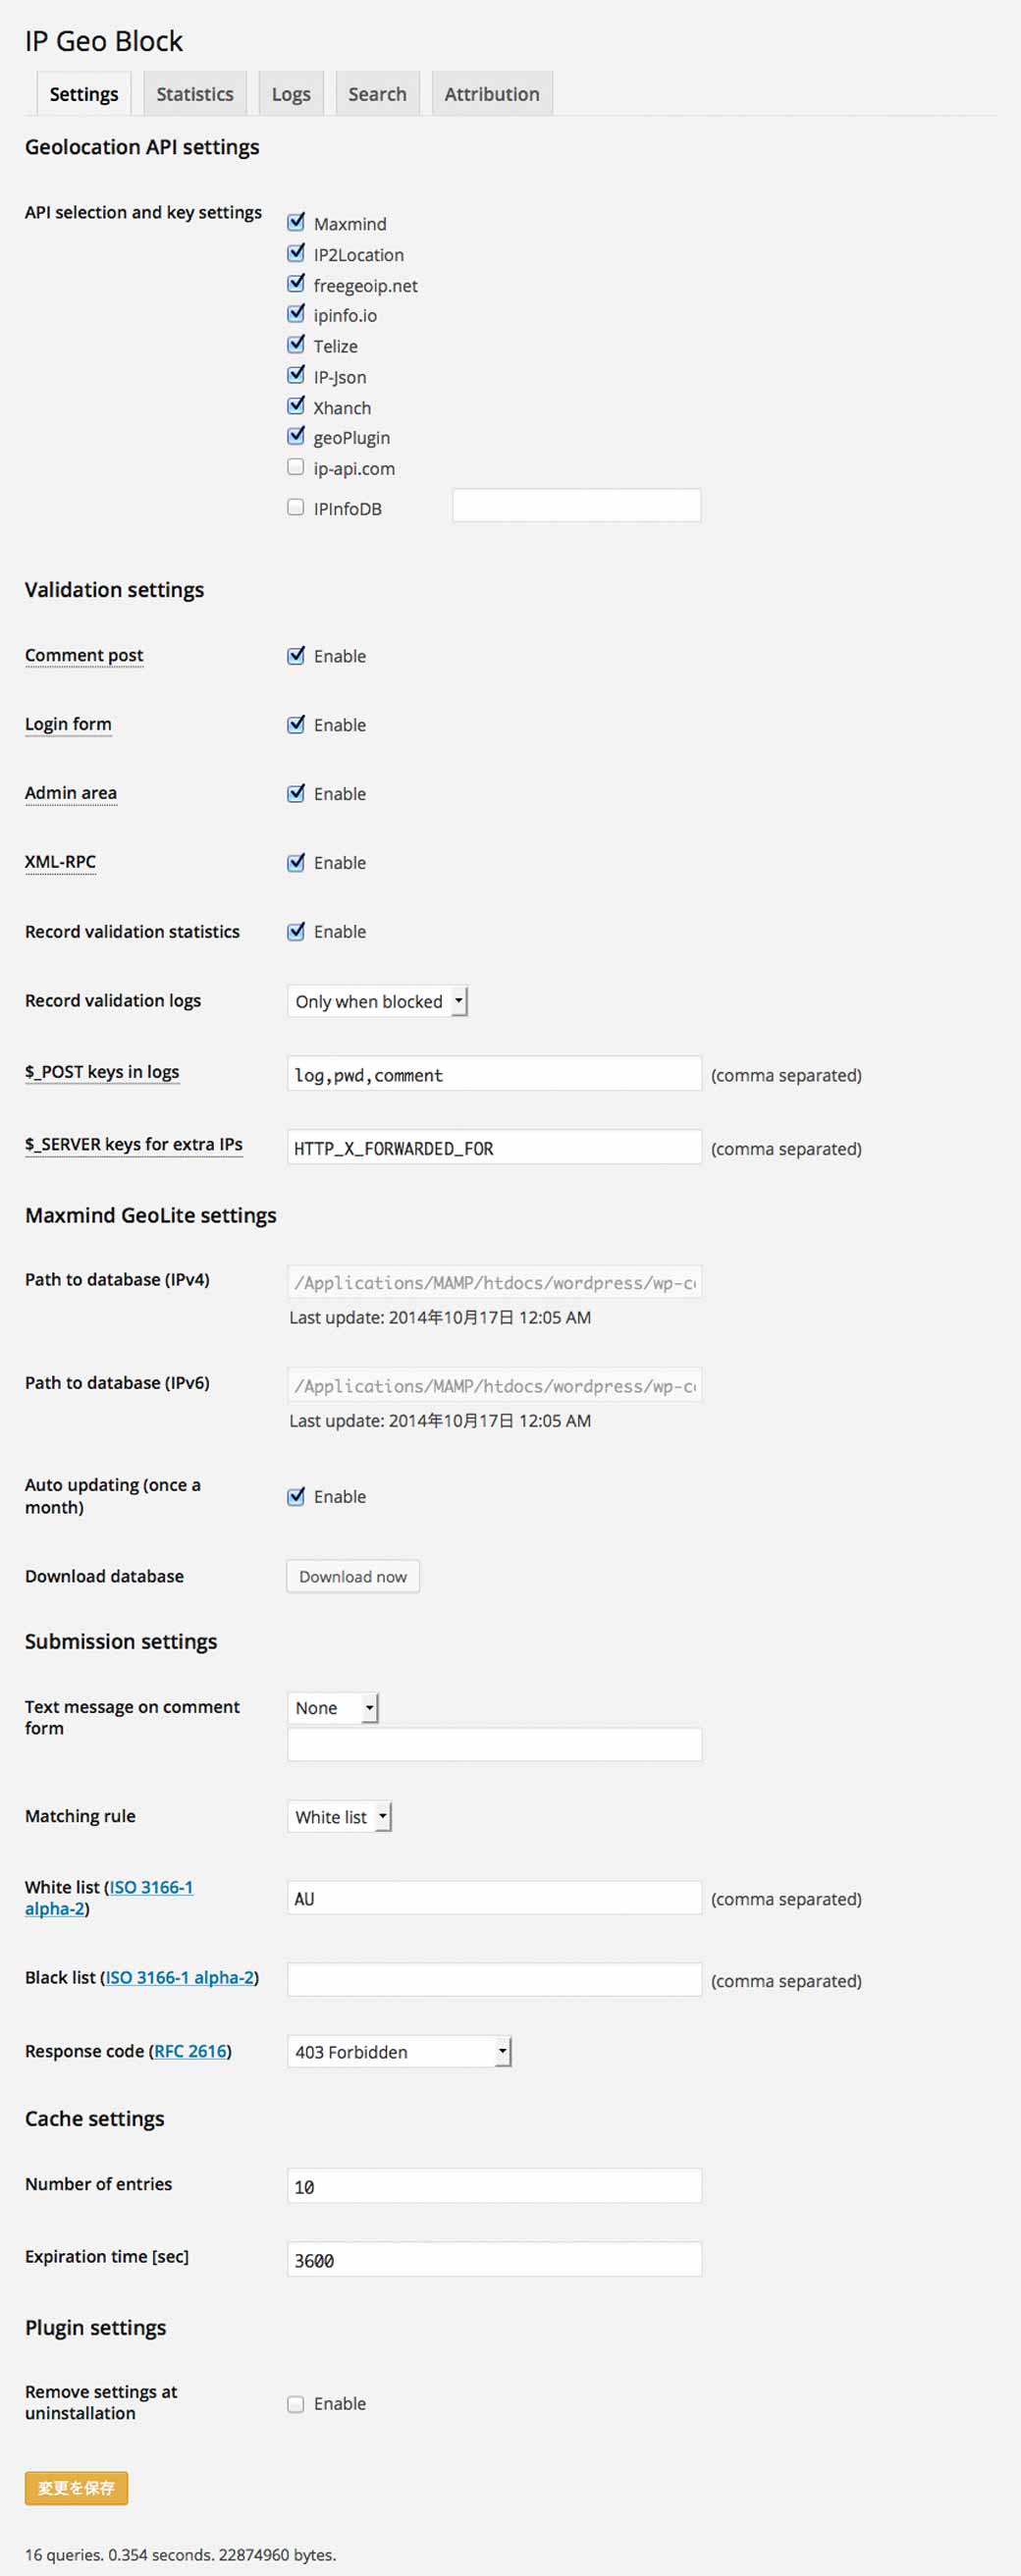 IP Geo Block
Settings Statistics Logs Search Attribution
Geolocation API settings
API selection and key settings
Maxmind
IP2Location
freegeoip.net
ipinfo.io
Telize
IP-Json
Xhanch
geoPlugin
ip-api.com
IPInfoDB
Validation settings
Comment post Enable
Login form Enable
Admin area Enable
XML-RPC Enable
Record validation statistics Enable
Record validation logs Only when blocked
$_POST keys in logs log,pwd,comment (comma separated)
$_SERVER keys for extra IPs HTTP_X_FORWARDED_FOR (comma separated)
Maxmind GeoLite settings
Path to database (IPv4) /Applications/MAMP/htdocs/wordpress/wp-c
Last update: 2014年10月17日 12:05 AM
Path to database (IPv6) /Applications/MAMP/htdocs/wordpress/wp-c
Last update: 2014年10月17日 12:05 AM
Auto updating (once a
month) Enable
Download database Download now
Submission settings
Text message on comment
form
None
Matching rule White list
White list (ISO 3166-1
alpha-2)
AU (comma separated)
Black list (ISO 3166-1 alpha-2) (comma separated)
Response code (RFC 2616) 403 Forbidden
Cache settings
Number of entries 10
Expiration time [sec] 3600
Plugin settings
Remove settings at
uninstallation
Enable
変更を保存
16 queries. 0.354 seconds. 22874960 bytes.